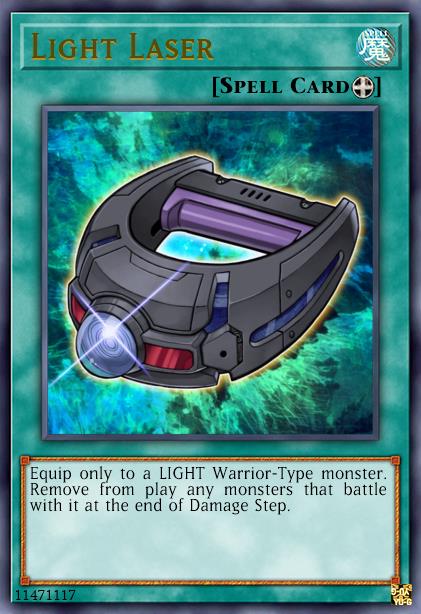 LIGHT LASER
魔
[SPELL CARD]
Equip only to a LIGHT Warrior-Type monster.
Remove from play any monsters that battle
with it at the end of Damage Step.
11471117